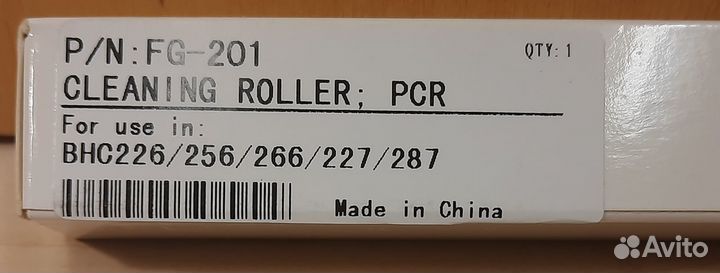 P/N:FG-201
QTY:1
CLEANING ROLLER; PCR
For use in:
BHC226/256/266/227/287
Made in China
Avito